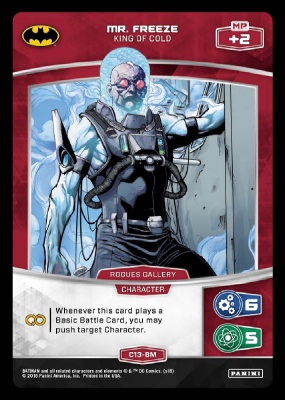 MR. FREEZE
KING OF COLD
MP
+2
ROGUES GALLERY
CHARACTER
Whenever this card plays a
Basic Battle Card, you may
push target Character.
6
5
C13-BM
BATMAN and all related characters and elements © & ™ DC Comics. (s18)
© 2018 Panini America, Inc. Printed in the USA.
PANINI